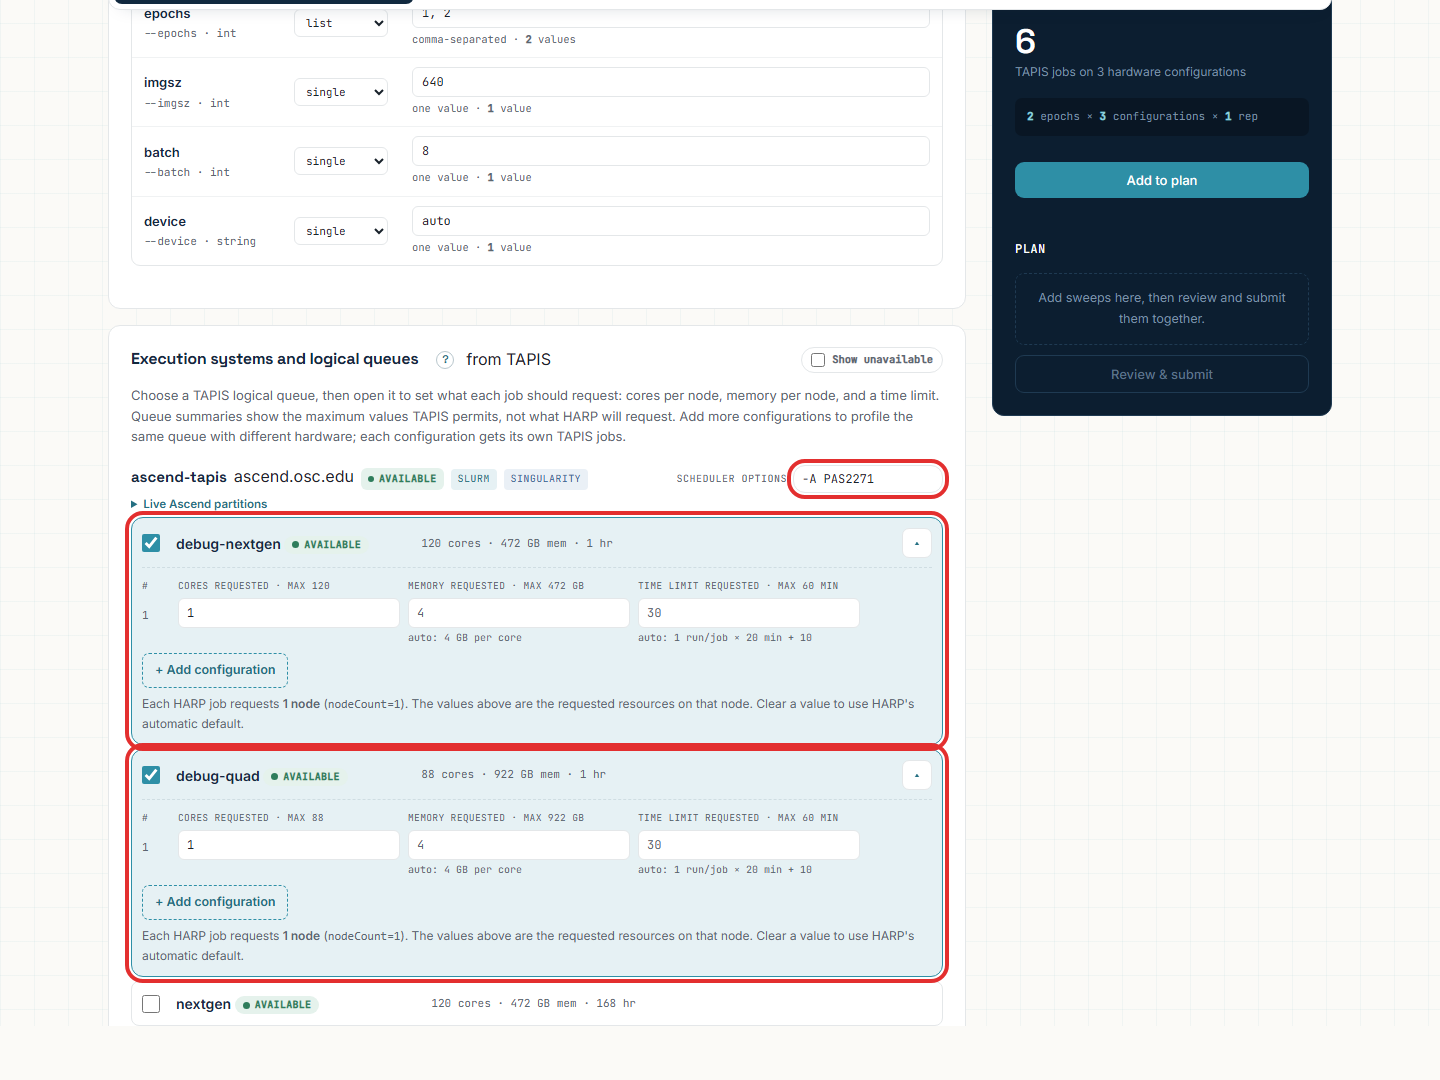 epochs
--epochs · int
list
1, 2
comma-separated · 2 values
imgsz
--imgsz · int
single
640
one value · 1 value
batch
--batch · int
single
8
one value · 1 value
device
--device · string
single
auto
one value · 1 value
6
TAPIS jobs on 3 hardware configurations
2 epochs × 3 configurations × 1 rep
Add to plan
PLAN
Add sweeps here, then review and submit
them together.
Review & submit
Execution systems and logical queues ? from TAPIS
Show unavailable
Choose a TAPIS logical queue, then open it to set what each job should request: cores per node, memory per node, and a time limit.
Queue summaries show the maximum values TAPIS permits, not what HARP will request. Add more configurations to profile the
same queue with different hardware; each configuration gets its own TAPIS jobs.
ascend-tapis ascend.osc.edu AVAILABLE SLURM SINGULARITY SCHEDULER OPTIONS -A PAS2271
Live Ascend partitions
debug-nextgen AVAILABLE 120 cores · 472 GB mem · 1 hr
# CORES REQUESTED · MAX 120 MEMORY REQUESTED · MAX 472 GB TIME LIMIT REQUESTED · MAX 60 MIN
1 1 4 30
auto: 4 GB per core auto: 1 run/job × 20 min + 10
+ Add configuration
Each HARP job requests 1 node (nodeCount=1). The values above are the requested resources on that node. Clear a value to use HARP's
automatic default.
debug-quad AVAILABLE 88 cores · 922 GB mem · 1 hr
# CORES REQUESTED · MAX 88 MEMORY REQUESTED · MAX 922 GB TIME LIMIT REQUESTED · MAX 60 MIN
1 1 4 30
auto: 4 GB per core auto: 1 run/job × 20 min + 10
+ Add configuration
Each HARP job requests 1 node (nodeCount=1). The values above are the requested resources on that node. Clear a value to use HARP's
automatic default.
nextgen AVAILABLE 120 cores · 472 GB mem · 168 hr